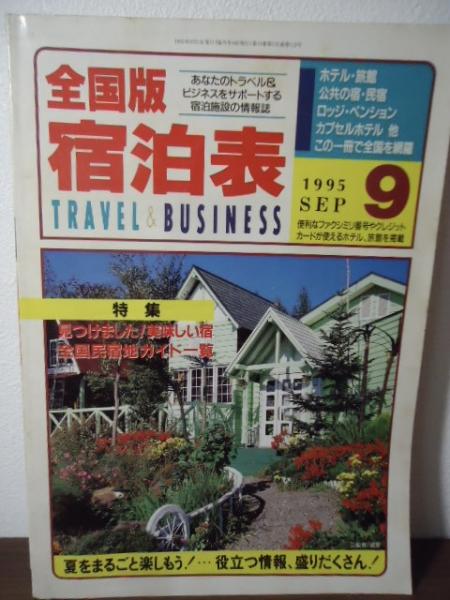 全国版
宿泊表
TRAVEL & BUSINESS
あなたのトラベル&
ビジネスをサポートする
宿泊施設の情報誌
ホテル・旅館
公共の宿・民宿
ロッジ・ペンション
カプセルホテル 他
この一冊で全国を網羅
1995
SEP
9
便利なファクシミリ番号やクレジット
カードが使えるホテル、旅館を掲載
特集
見つけました!美味しい宿
全国民宿地ガイド一覧
夏をまるごと楽しもう!…役立つ情報、盛りだくさん!